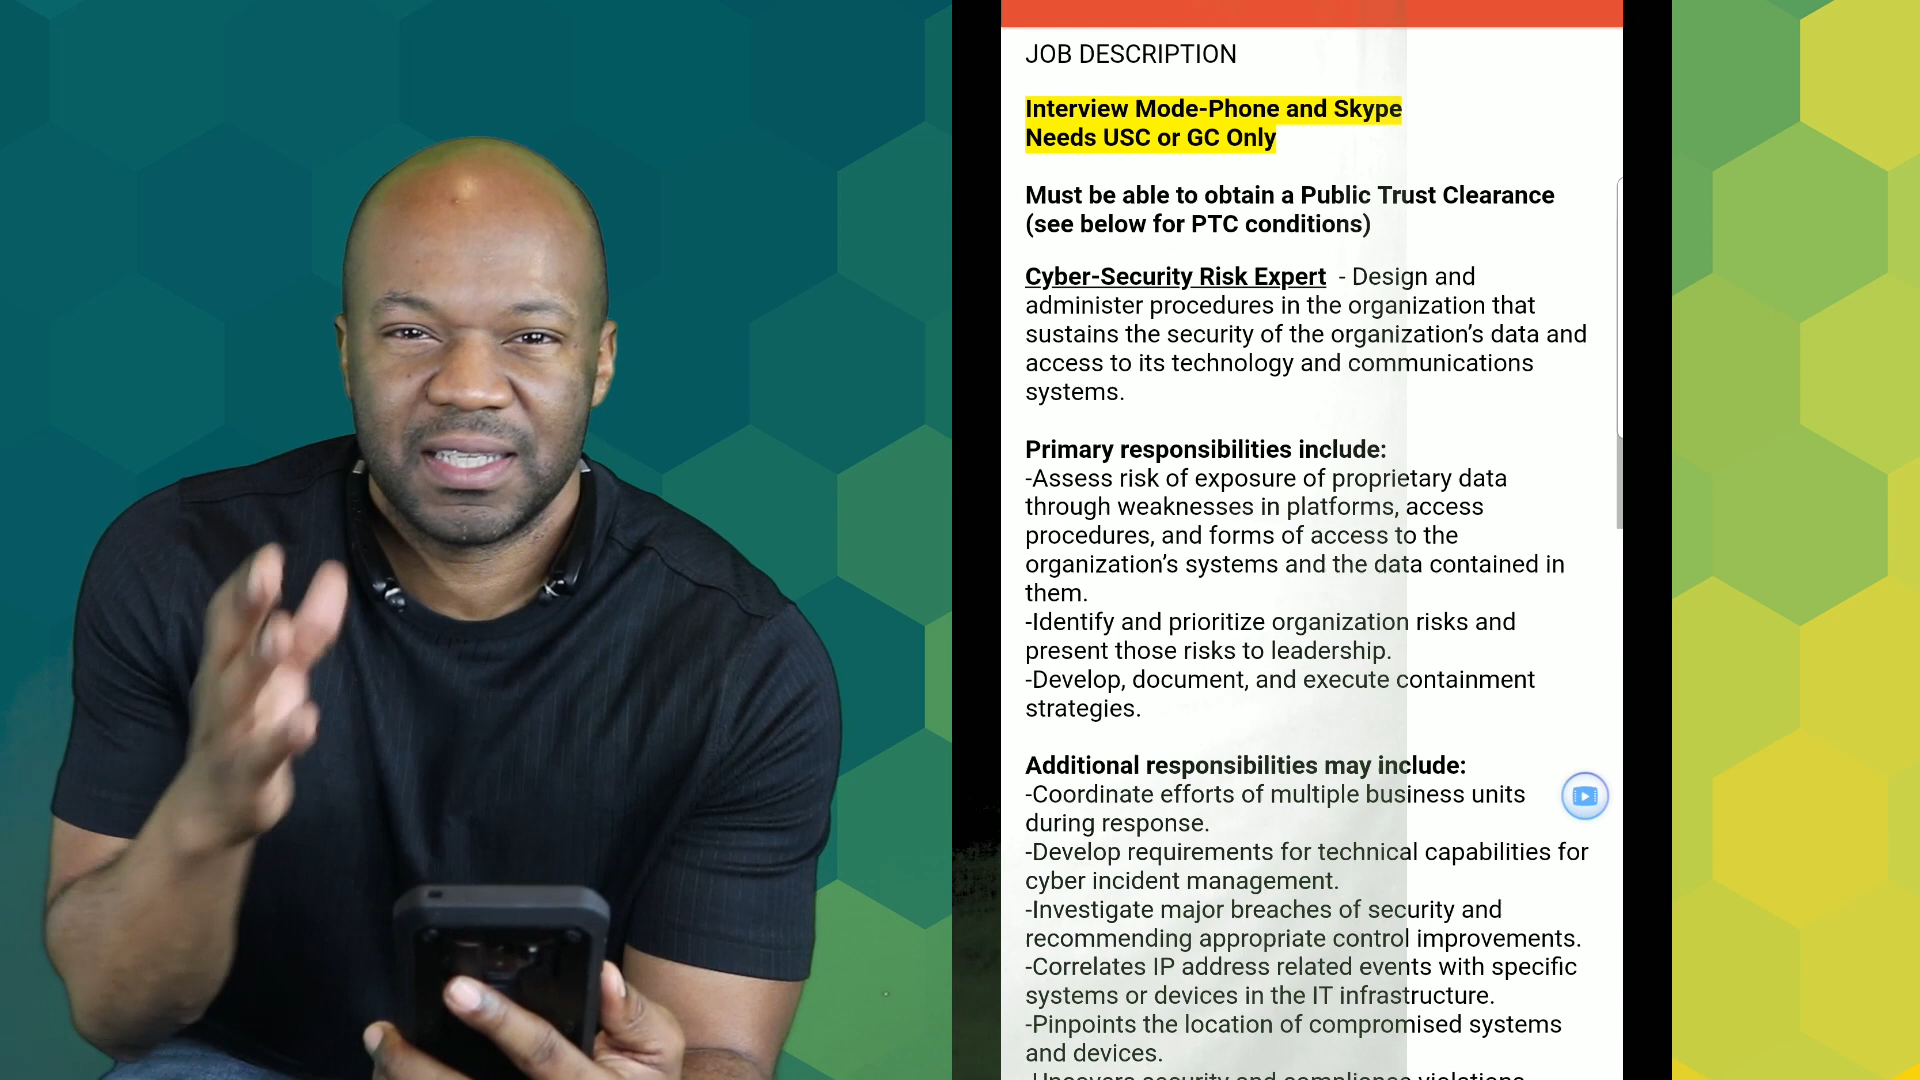 JOB DESCRIPTION
Interview Mode-Phone and Skype
Needs USC or GC Only
Must be able to obtain a Public Trust Clearance
(see below for PTC conditions)
Cyber-Security Risk Expert - Design and
administer procedures in the organization that
sustains the security of the organization’s data and
access to its technology and communications
systems.
Primary responsibilities include:
-Assess risk of exposure of proprietary data
through weaknesses in platforms, access
procedures, and forms of access to the
organization’s systems and the data contained in
them.
-Identify and prioritize organization risks and
present those risks to leadership.
-Develop, document, and execute containment
strategies.
Additional responsibilities may include:
-Coordinate efforts of multiple business units
during response.
-Develop requirements for technical capabilities for
cyber incident management.
-Investigate major breaches of security and
recommending appropriate control improvements.
-Correlates IP address related events with specific
systems or devices in the IT infrastructure.
-Pinpoints the location of compromised systems
and devices.
-Uncovers security and compliance violations